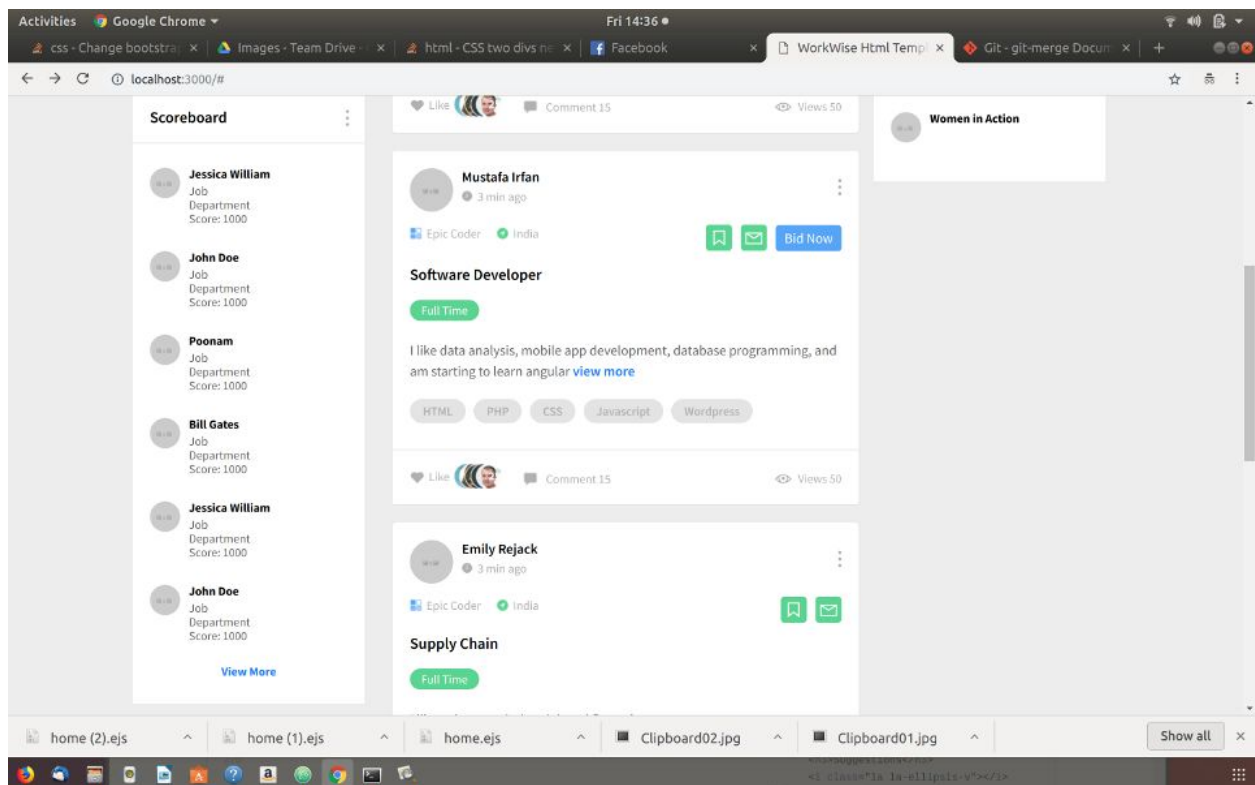 Activities Google Chrome Fri 14:36
css - Change bootstrap Images - Team Drive - html - CSS two divs ne Facebook WorkWise Html Templ Git - git-merge Docum
localhost:3000/#
Scoreboard
Jessica William
Job
Department
Score: 1000
John Doe
Job
Department
Score: 1000
Poonam
Job
Department
Score: 1000
Bill Gates
Job
Department
Score: 1000
Jessica William
Job
Department
Score: 1000
John Doe
Job
Department
Score: 1000
View More
Like Comment 15 Views 50
Mustafa Irfan
3 min ago
Epic Coder India
Bid Now
Software Developer
Full Time
I like data analysis, mobile app development, database programming, and
am starting to learn angular view more
HTML PHP CSS Javascript Wordpress
Like Comment 15 Views 50
Emily Rejack
3 min ago
Epic Coder India
Supply Chain
Full Time
Women in Action
home (2).ejs home (1).ejs home.ejs Clipboard02.jpg Clipboard01.jpg Show all
<i class="la la-ellipsis-v"></i>